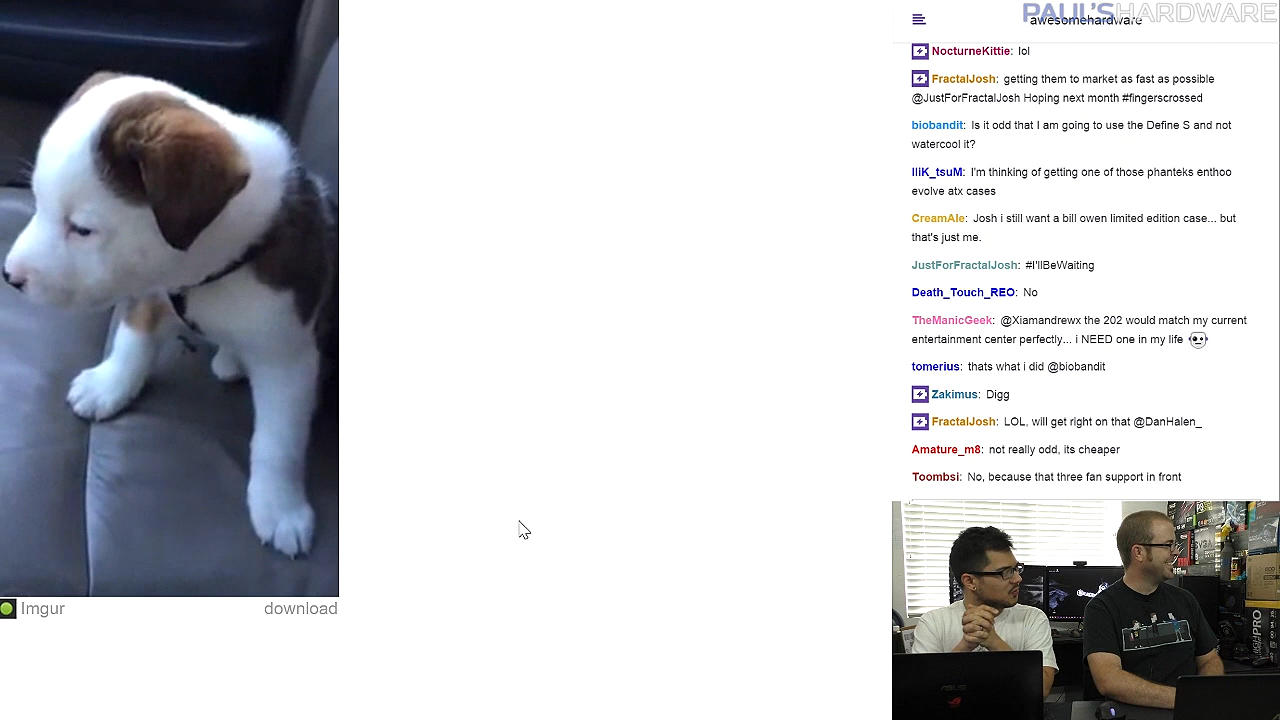 PAUL'SHARDWARE
awesomehardware
NocturneKittie: lol
FractalJosh: getting them to market as fast as possible
@JustForFractalJosh Hoping next month #fingerscrossed
biobandit: Is it odd that I am going to use the Define S and not
watercool it?
IliK_tsuM: I'm thinking of getting one of those phanteks enthoo
evolve atx cases
CreamAle: Josh i still want a bill owen limited edition case... but
that's just me.
JustForFractalJosh: #I'llBeWaiting
Death_Touch_REO: No
TheManicGeek: @Xiamandrewx the 202 would match my current
entertainment center perfectly... i NEED one in my life
tomerius: thats what i did @biobandit
Zakimus: Digg
FractalJosh: LOL, will get right on that @DanHalen_
Amature_m8: not really odd, its cheaper
Toombsi: No, because that three fan support in front
Imgur download
ASUS